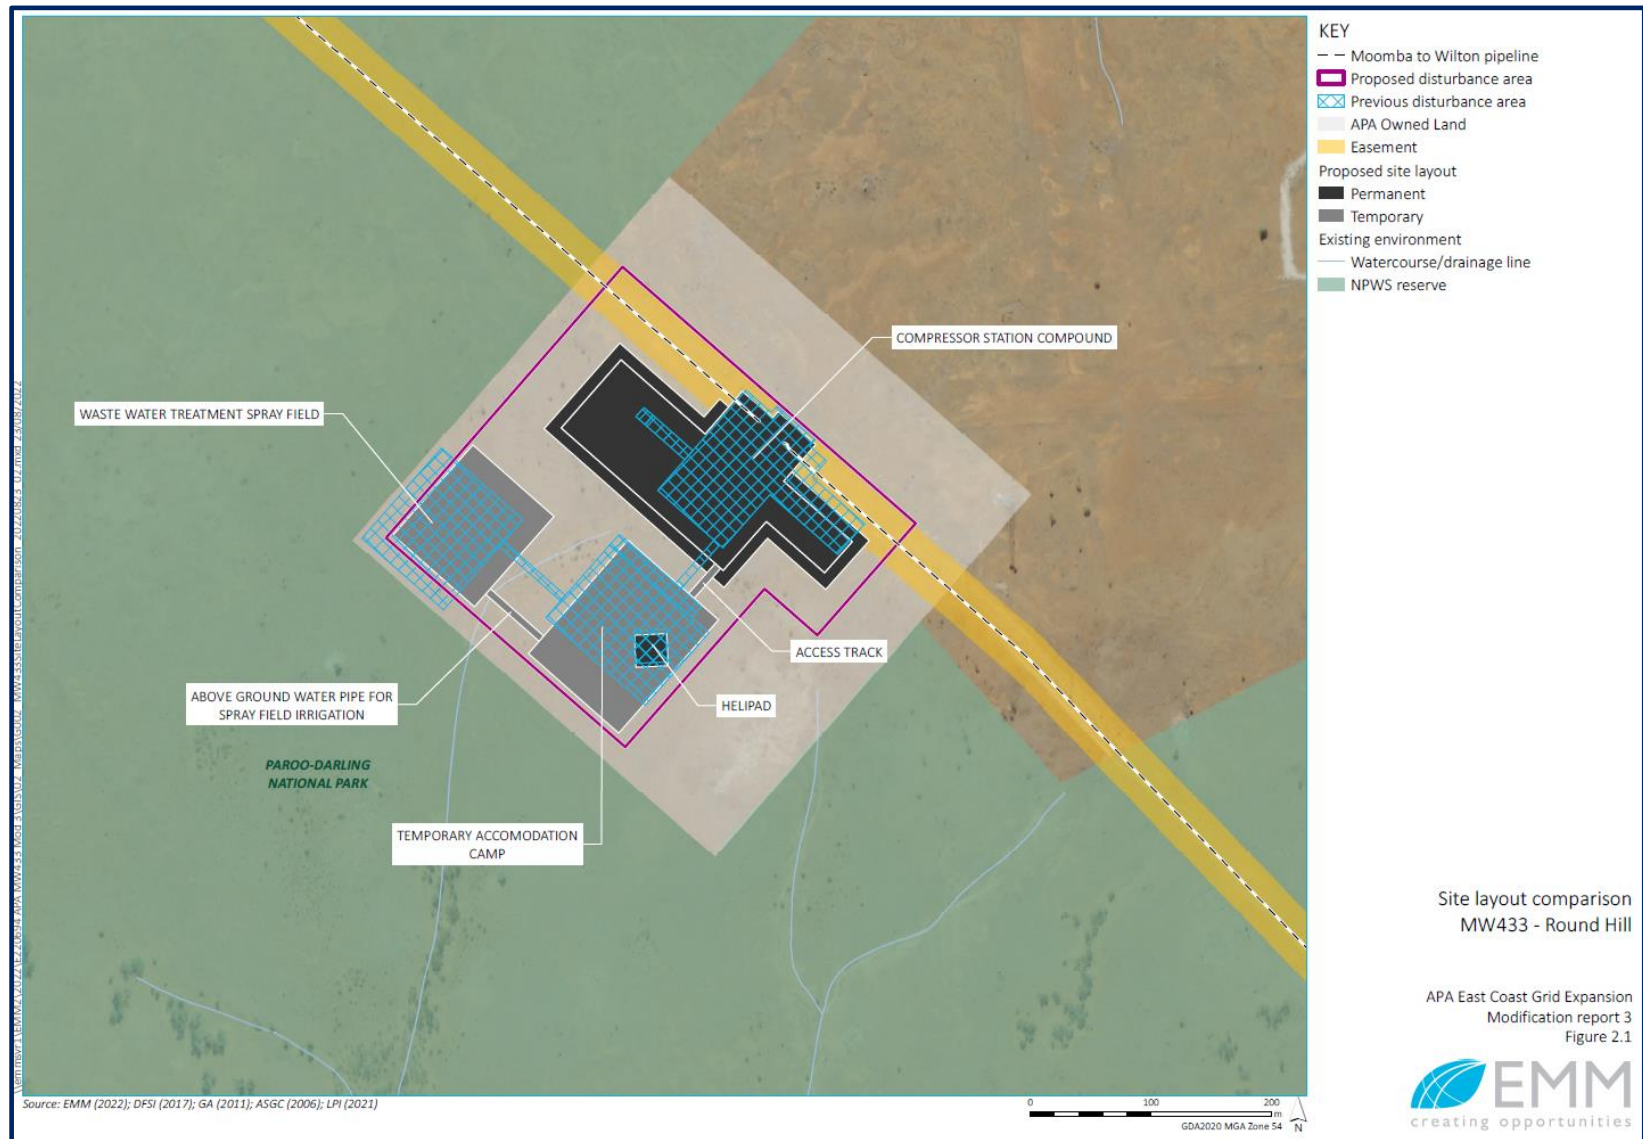 KEY
Moomba to Wilton pipeline
Proposed disturbance area
Previous disturbance area
APA Owned Land
Easement
Proposed site layout
Permanent
Temporary
Existing environment
Watercourse/drainage line
NPWS reserve
COMPRESSOR STATION COMPOUND
WASTE WATER TREATMENT SPRAY FIELD
ACCESS TRACK
ABOVE GROUND WATER PIPE FOR
SPRAY FIELD IRRIGATION
HELIPAD
PAROO-DARLING
NATIONAL PARK
TEMPORARY ACCOMODATION
CAMP
Site layout comparison
MW433 - Round Hill
APA East Coast Grid Expansion
Modification report 3
Figure 2.1
EMM
creating opportunities
Source: EMM (2022); DFSI (2017); GA (2011); ASGC (2006); LPI (2021)
0 100 200
m
GDA2020 MGA Zone 54 N